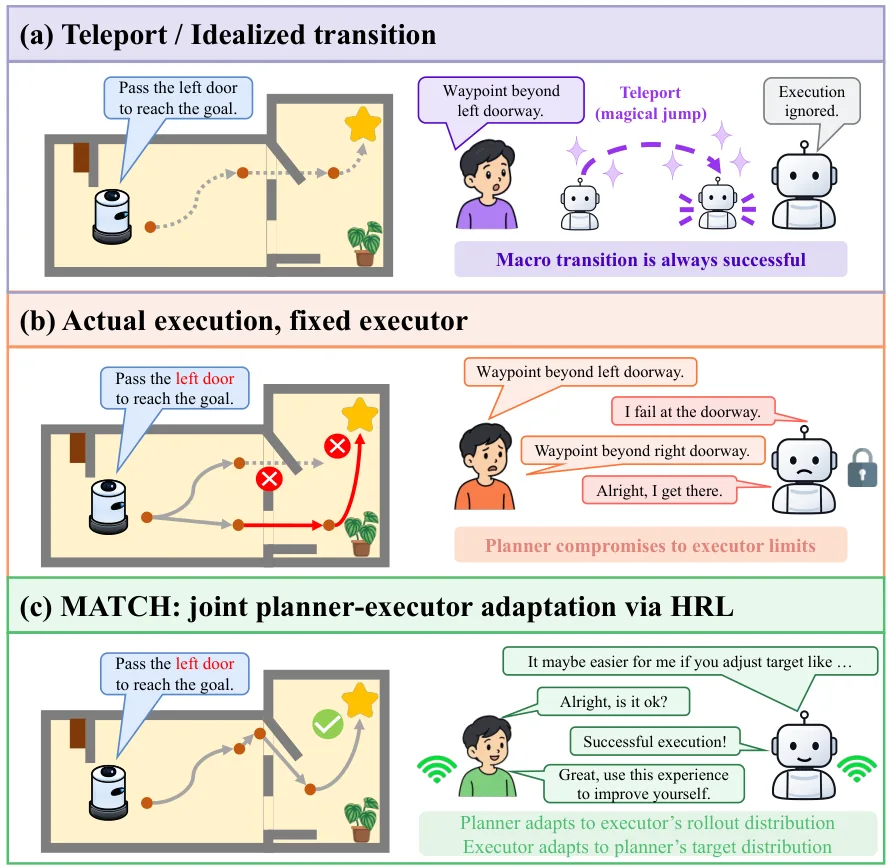 (a) Teleport / Idealized transition
Pass the left door
to reach the goal.
Waypoint beyond
left doorway.
Teleport
(magical jump)
Execution
ignored.
Macro transition is always successful
(b) Actual execution, fixed executor
Pass the left door
to reach the goal.
Waypoint beyond left doorway.
I fail at the doorway.
Waypoint beyond right doorway.
Alright, I get there.
Planner compromises to executor limits
(c) MATCH: joint planner-executor adaptation via HRL
Pass the left door
to reach the goal.
It maybe easier for me if you adjust target like …
Alright, is it ok?
Successful execution!
Great, use this experience
to improve yourself.
Planner adapts to executor’s rollout distribution
Executor adapts to planner’s target distribution